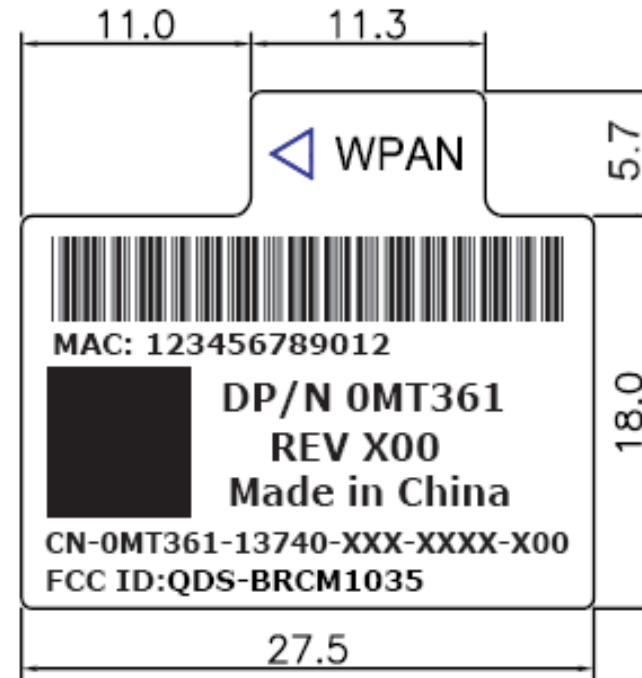 11.0 11.3
WPAN
5.7
MAC: 123456789012
DP/N 0MT361
REV X00
18.0
Made in China
CN-0MT361-13740-XXX-XXXX-X00
FCC ID:QDS-BRCM1035
27.5